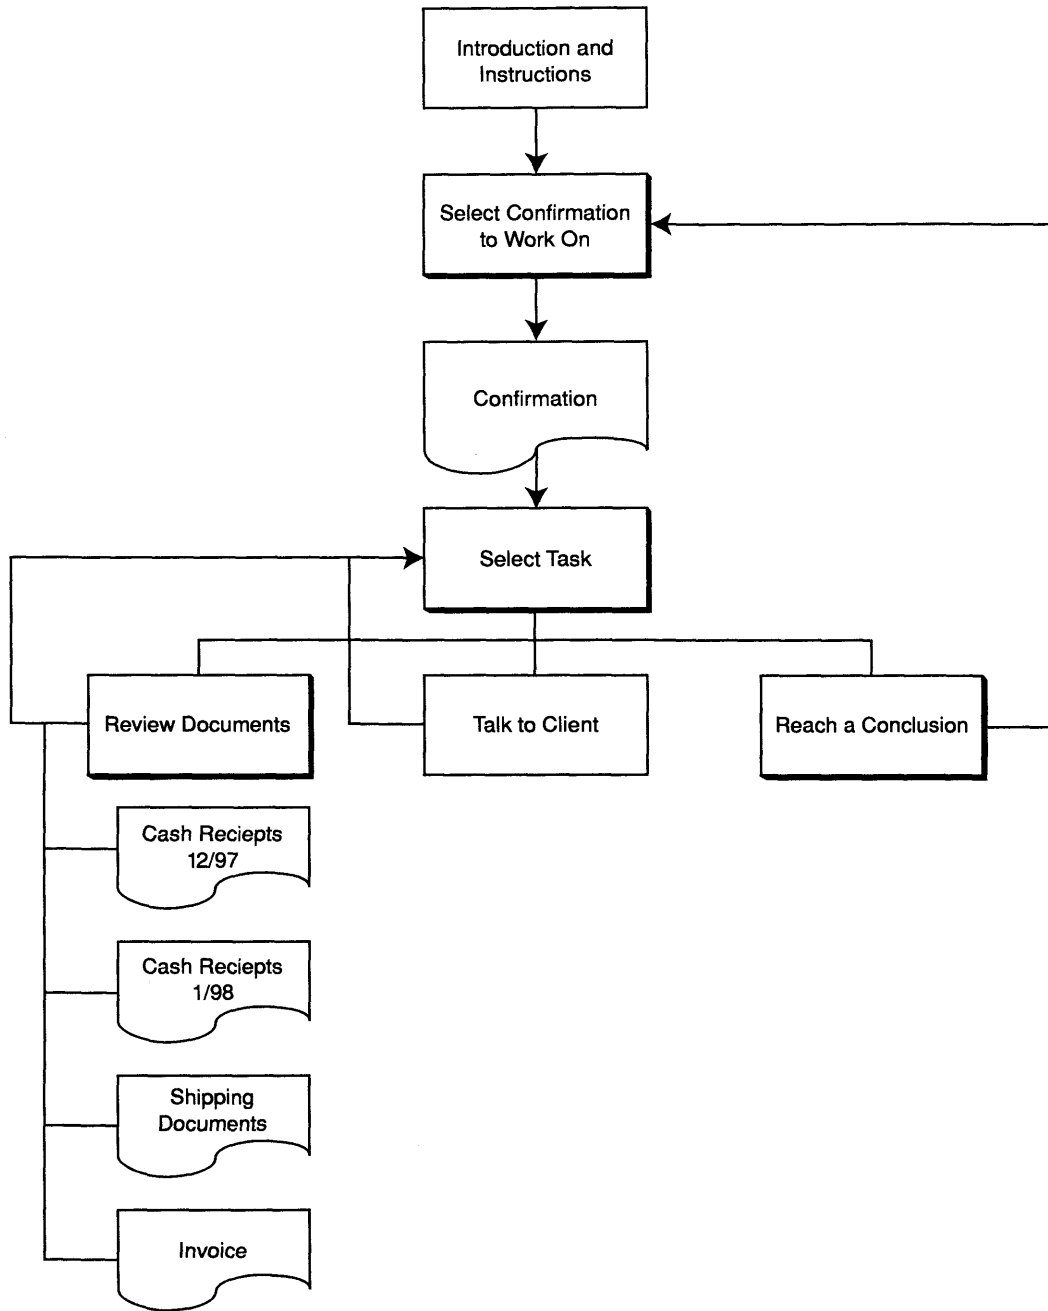 Introduction and
Instructions
Select Confirmation
to Work On
Confirmation
Select Task
Review Documents
Talk to Client
Reach a Conclusion
Cash Reciepts
12/97
Cash Reciepts
1/98
Shipping
Documents
Invoice